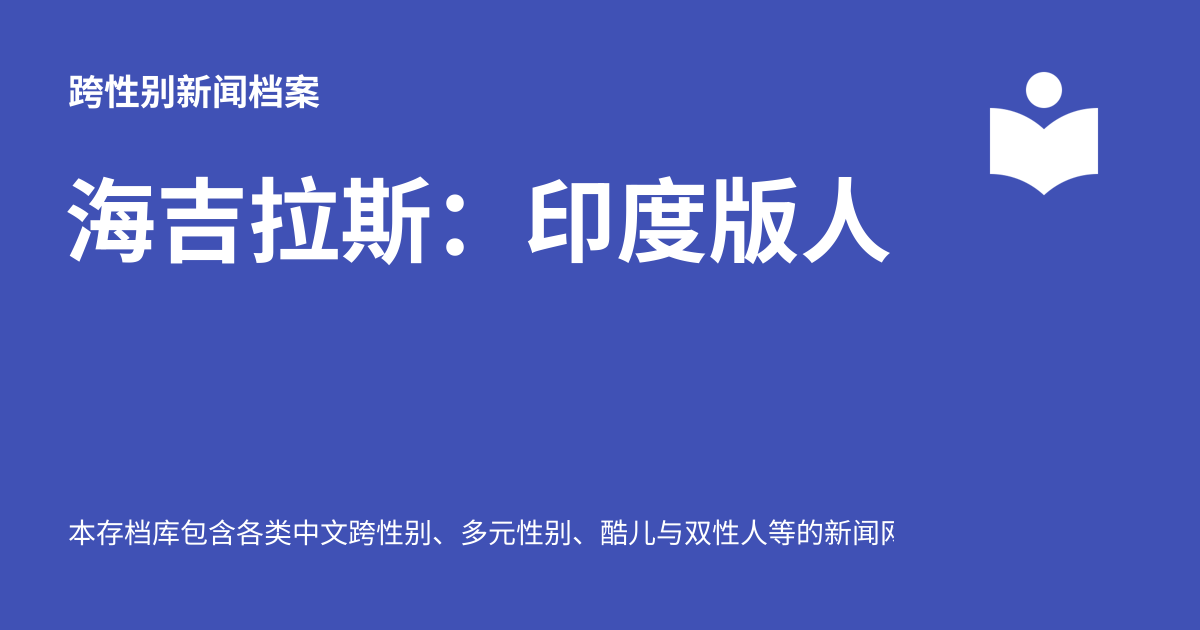 跨性别新闻档案
海吉拉斯：印度版人
本存档库包含各类中文跨性别、多元性别、酷儿与双性人等的新闻